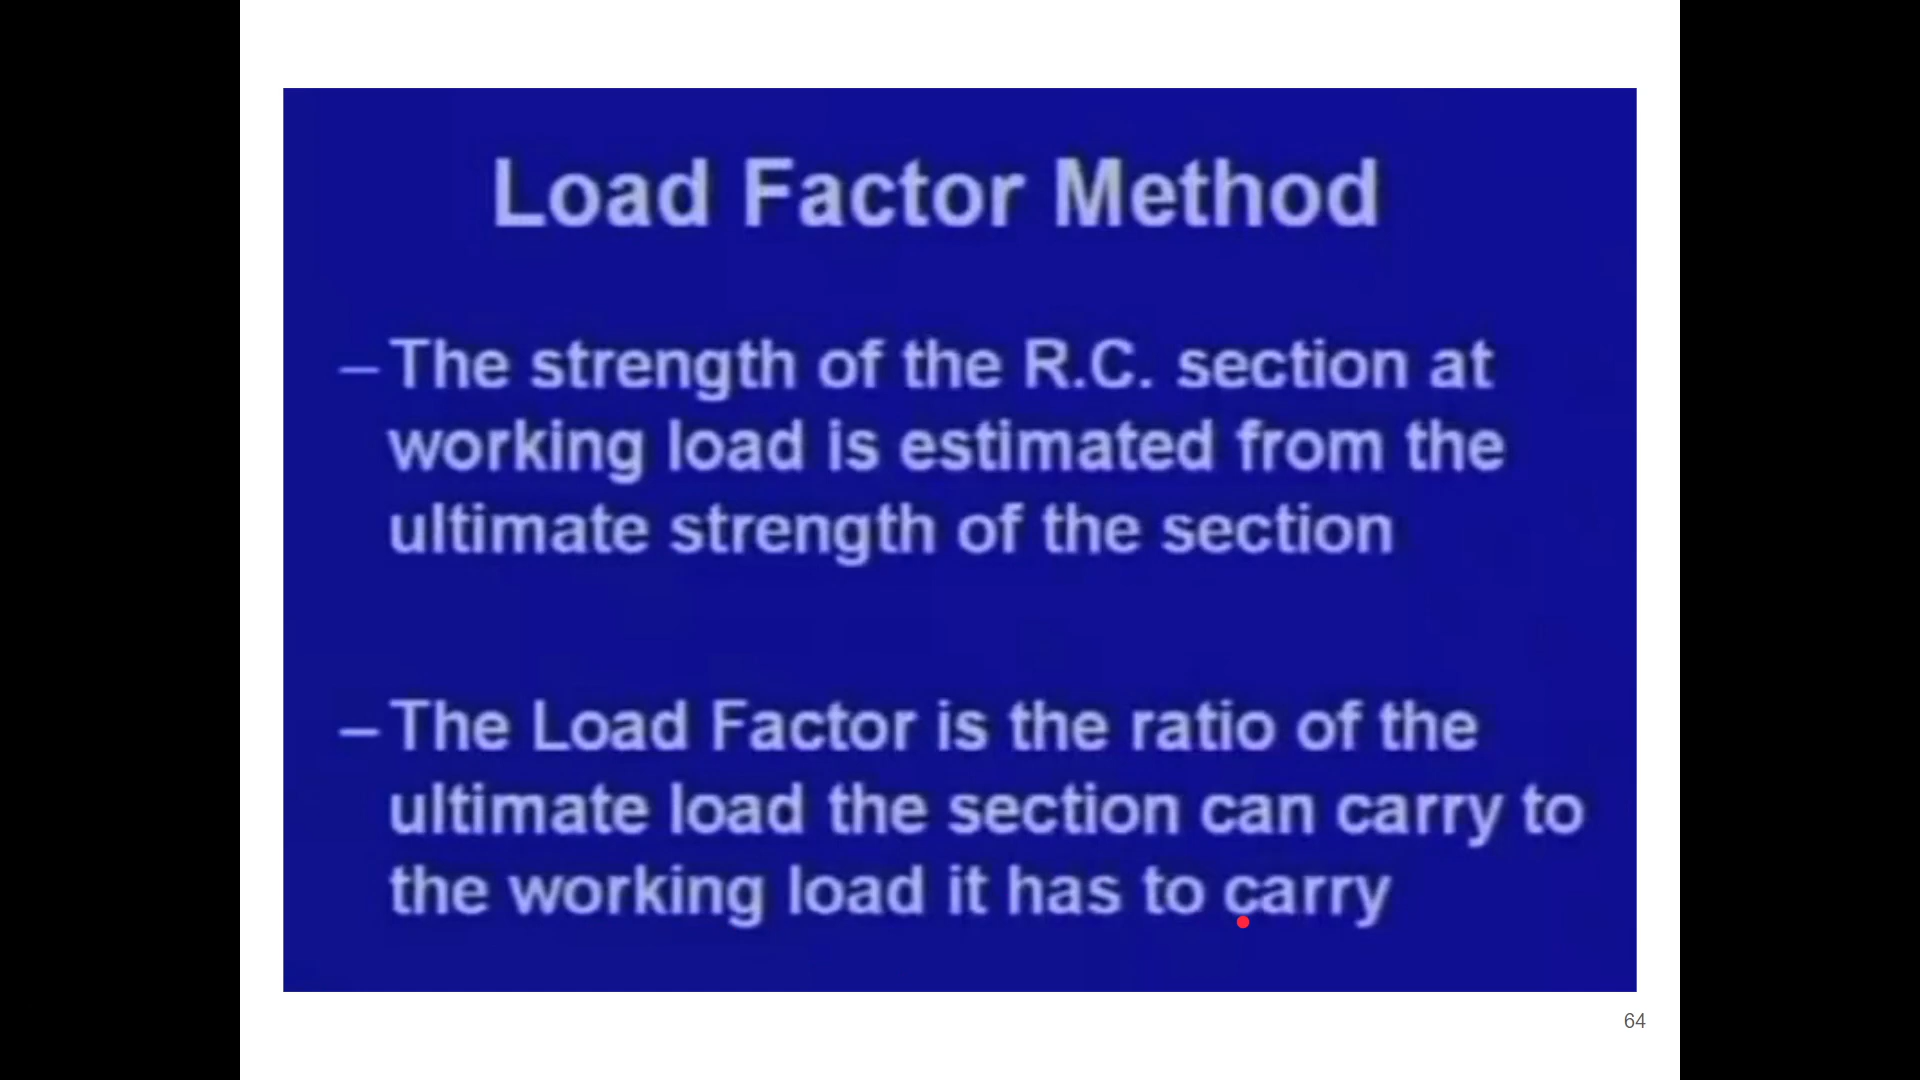 Load Factor Method
–The strength of the R.C. section at
working load is estimated from the
ultimate strength of the section
–The Load Factor is the ratio of the
ultimate load the section can carry to
the working load it has to carry
64